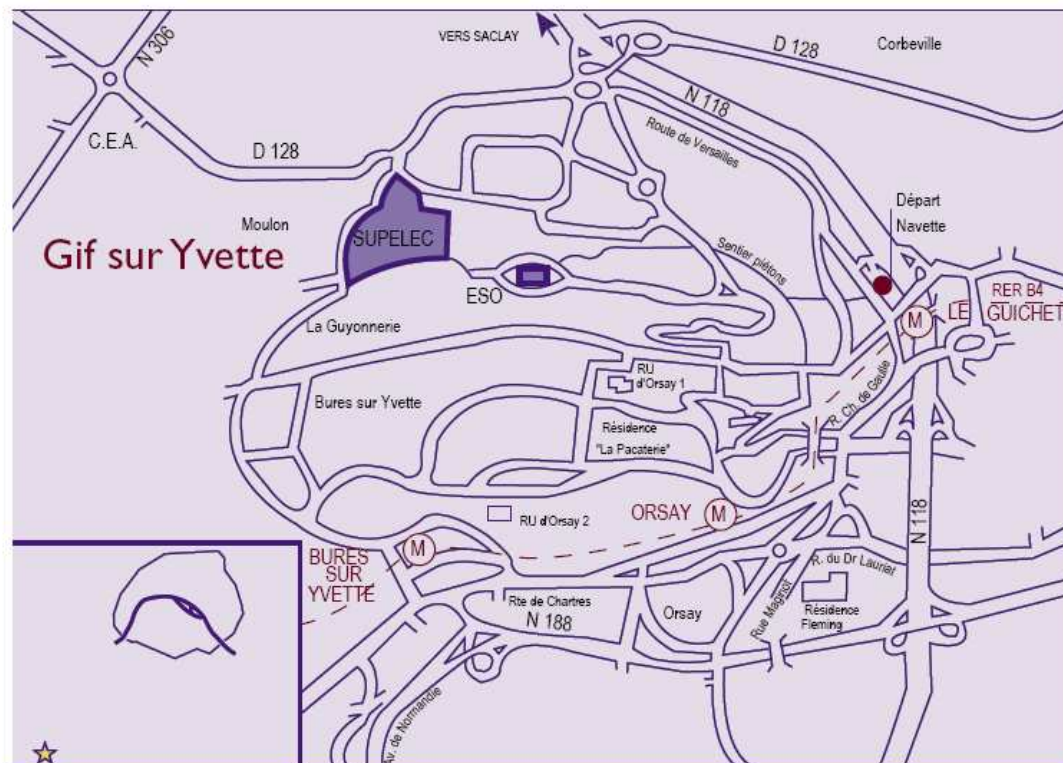 VERS SACLAY
N 306
D 128
Corbeville
C.E.A.
N 118
D 128
Route de Versailles
Départ
Navette
Moulon
SUPELEC
Gif sur Yvette
Sentier piétons
ESO
RER B4
M
LE GUICHET
La Guyonnerie
RU
d'Orsay 1
R. Ch. de Gaulle
Bures sur Yvette
Résidence
"La Pacaterie"
ORSAY
M
RU d'Orsay 2
N 118
M
BURES
SUR
YVETTE
R. du Dr Lauriat
Rte de Chartres
N 188
Orsay
Rue Maginot
Résidence
Fleming
Av. de Normandie